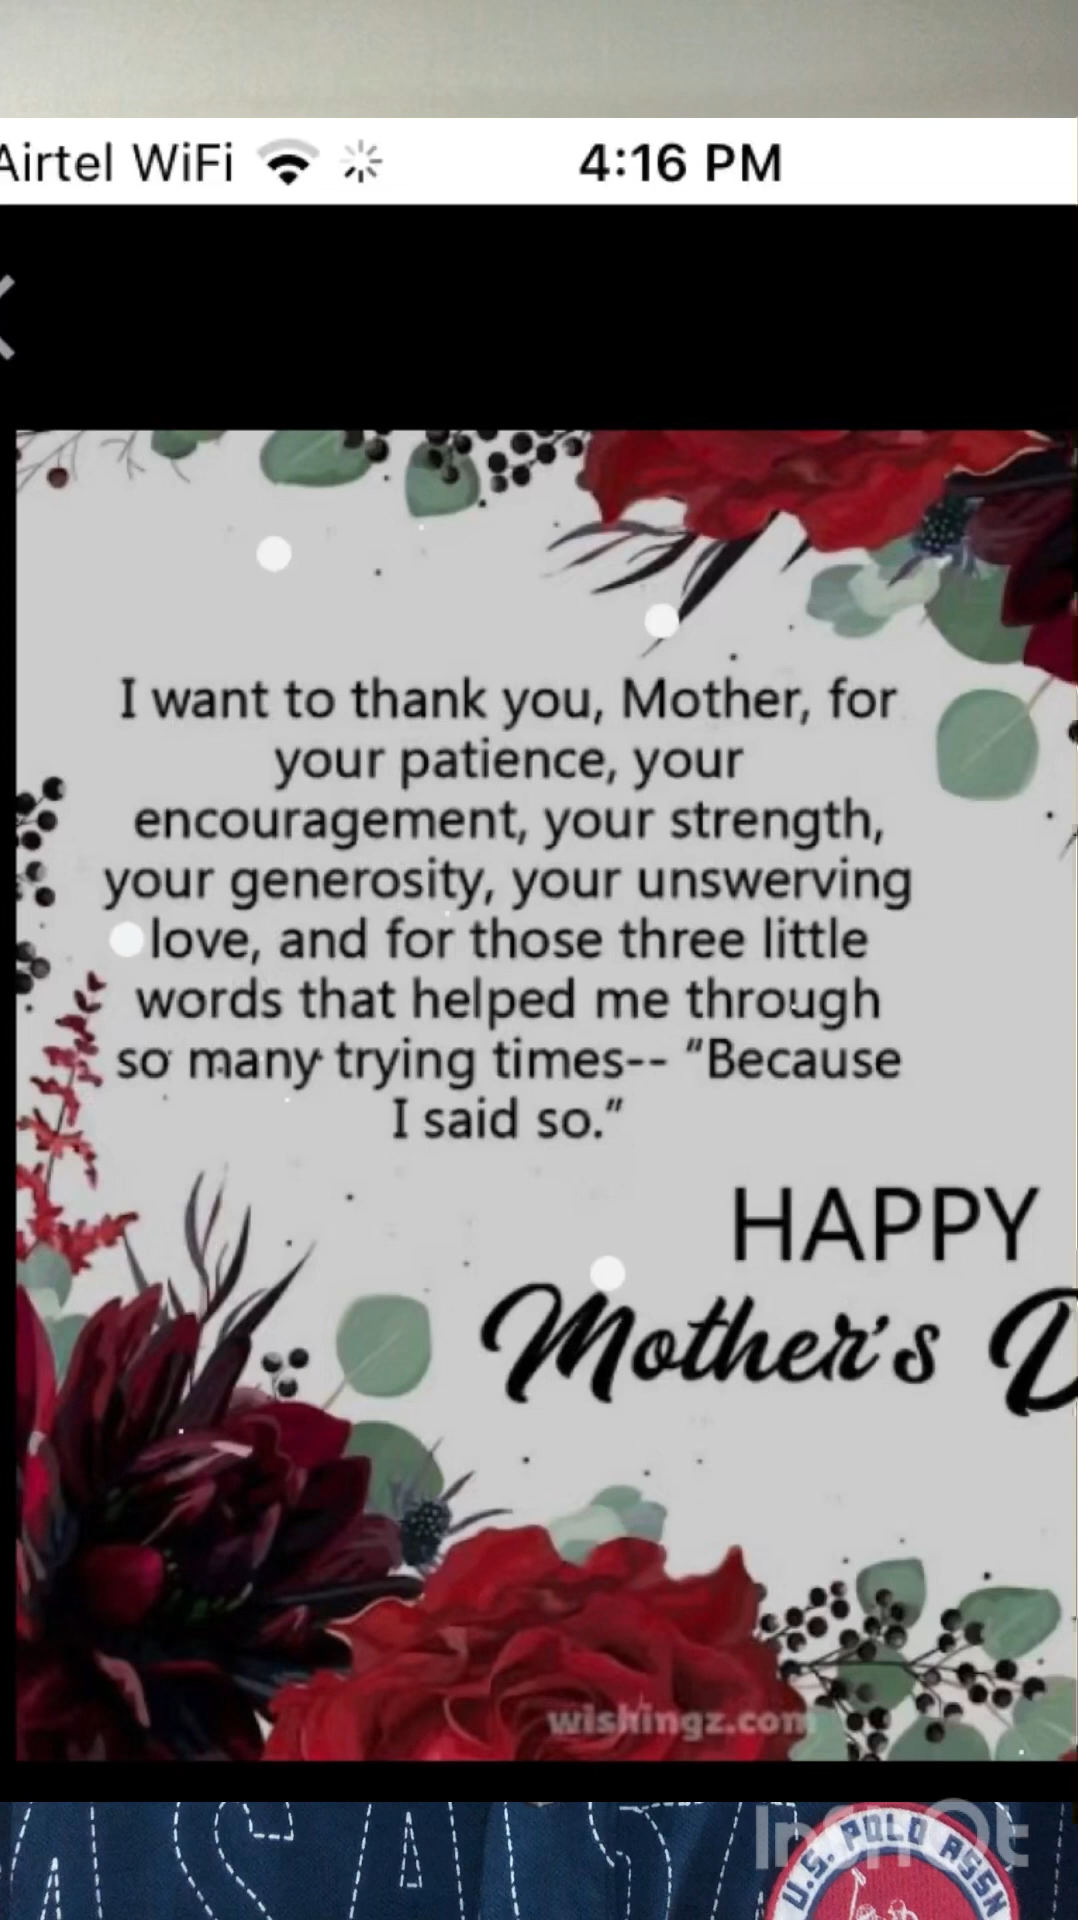 Airtel WiFi 4:16 PM
I want to thank you, Mother, for
your patience, your
encouragement, your strength,
your generosity, your unswerving
love, and for those three little
words that helped me through
so many trying times-- “Because
I said so.”
HAPPY
Mother's D
wishingz.com
InShot
U.S. POLO ASSN